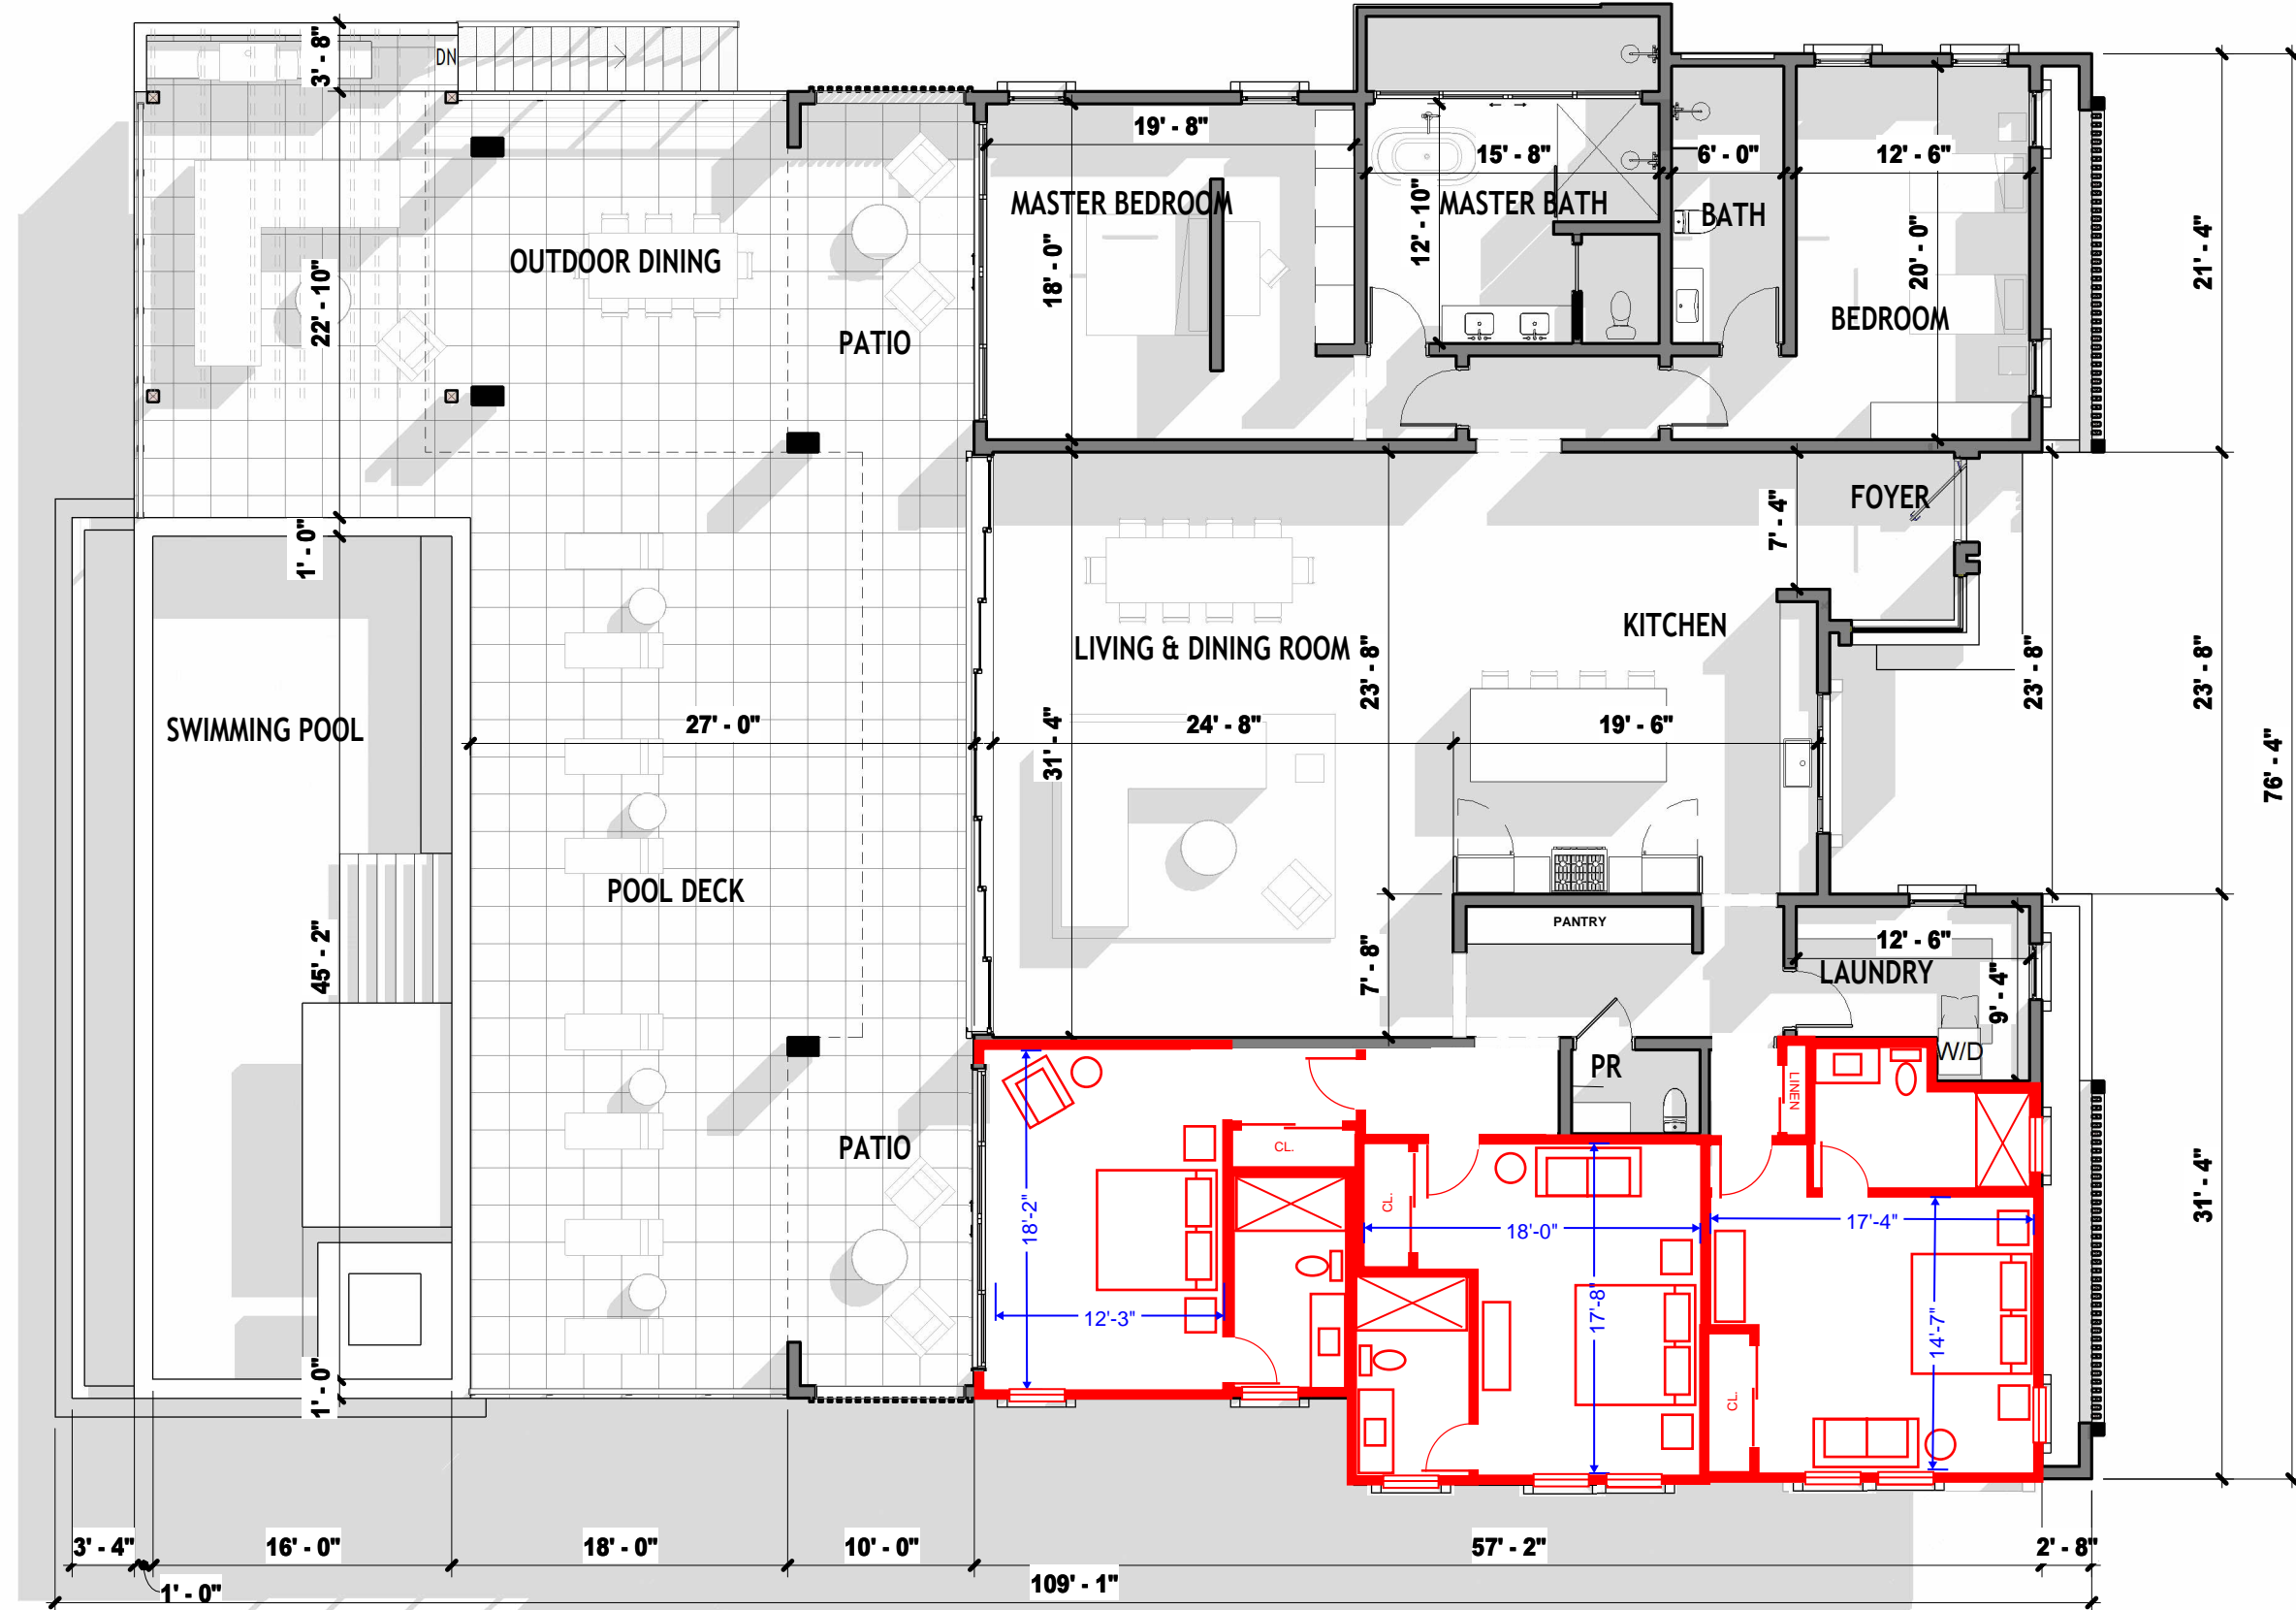 DN
3' - 8"
19' - 8"
15' - 8"
6' - 0"
12' - 6"
MASTER BEDROOM
MASTER BATH
BATH
12' - 10"
18' - 0"
20' - 0"
21' - 4"
OUTDOOR DINING
22' - 10"
PATIO
BEDROOM
FOYER
7' - 4"
1' - 0"
LIVING & DINING ROOM
KITCHEN
23' - 8"
23' - 8"
23' - 8"
SWIMMING POOL
27' - 0"
31' - 4"
24' - 8"
19' - 6"
76' - 4"
POOL DECK
PANTRY
45' - 2"
7' - 8"
12' - 6"
LAUNDRY
9' - 4"
W/D
PR
LINEN
PATIO
CL.
CL.
18'-2"
18'-0"
17'-4"
31' - 4"
12'-3"
17'-8"
14'-7"
CL.
1' - 0"
3' - 4"
16' - 0"
18' - 0"
10' - 0"
57' - 2"
2' - 8"
1' - 0"
109' - 1"